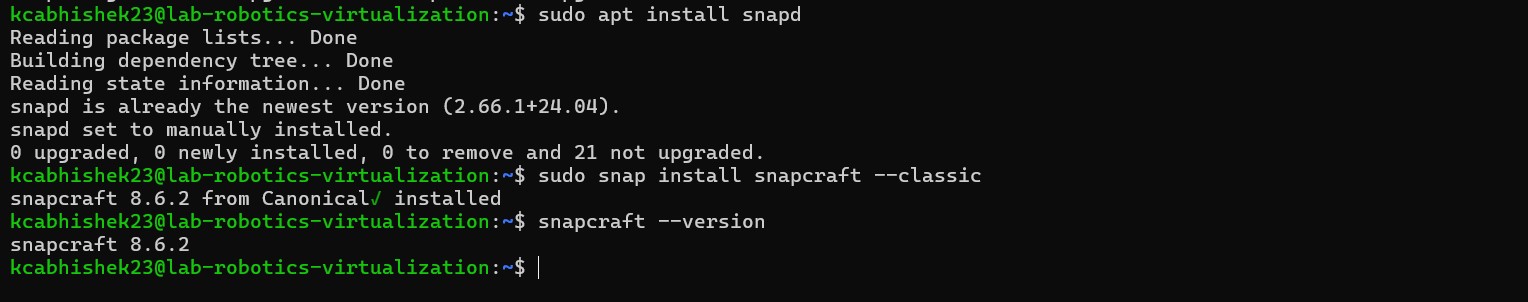 kcabhishek23@lab-robotics-virtualization:~$ sudo apt install snapd
Reading package lists... Done
Building dependency tree... Done
Reading state information... Done
snapd is already the newest version (2.66.1+24.04).
snapd set to manually installed.
0 upgraded, 0 newly installed, 0 to remove and 21 not upgraded.
kcabhishek23@lab-robotics-virtualization:~$ sudo snap install snapcraft --classic
snapcraft 8.6.2 from Canonical✓ installed
kcabhishek23@lab-robotics-virtualization:~$ snapcraft --version
snapcraft 8.6.2
kcabhishek23@lab-robotics-virtualization:~$